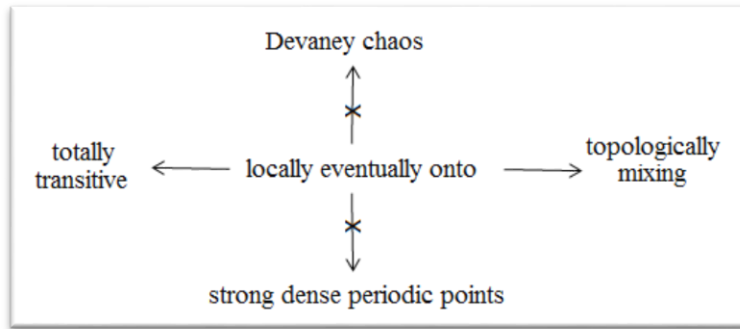 Devaney chaos
totally
transitive
locally eventually onto
topologically
mixing
strong dense periodic points